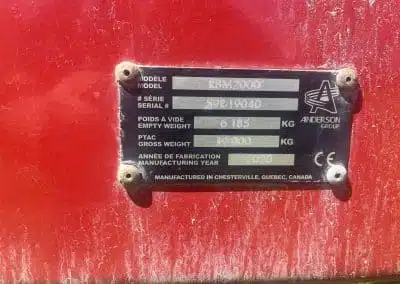 MODÈLE
MODEL RBM2000
# SÉRIE
SERIAL #
POIDS À VIDE
EMPTY WEIGHT 6 185 KG
PTAC
GROSS WEIGHT KG
ANNÉE DE FABRICATION
MANUFACTURING YEAR 2020
ANDERSON
GROUP
CE
MANUFACTURED IN CHESTERVILLE, QUEBEC, CANADA